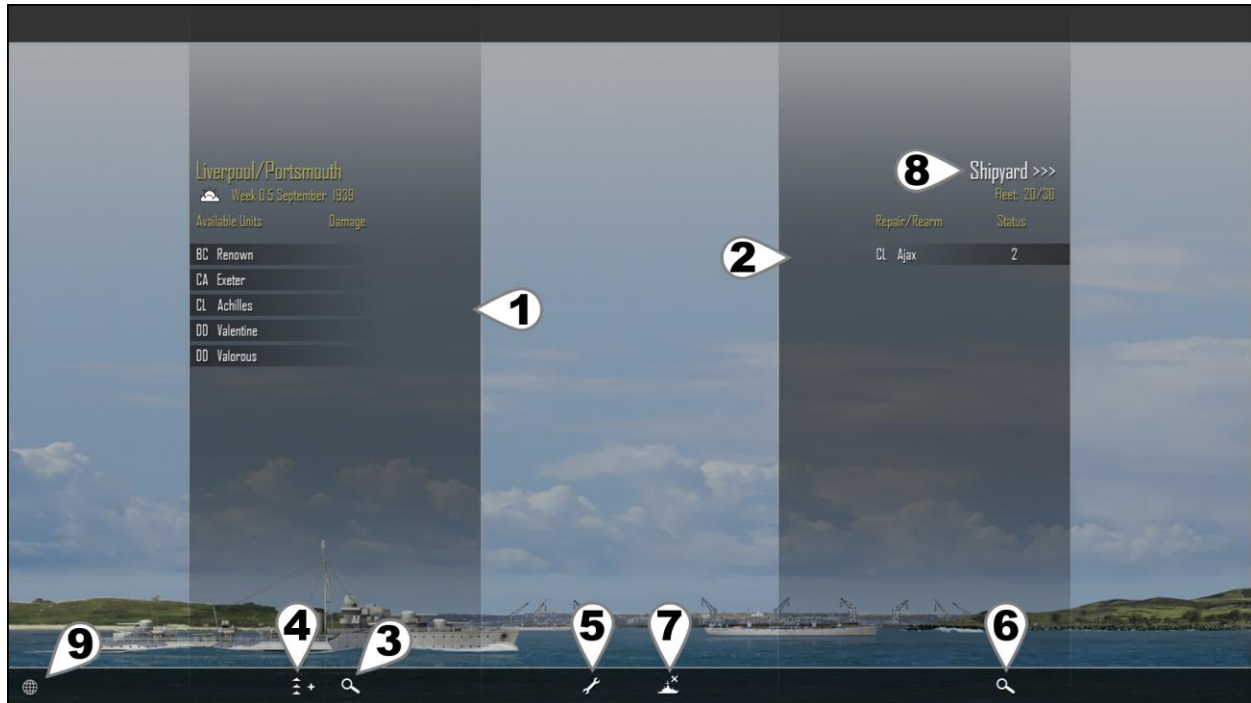 8 Shipyard >>>
Liverpool/Portsmouth
Week 0.5 September 1939
Fleet: 20/30
Available Units Damage
Repair/Rearm Status
2
BC Renown
CL Ajax 2
CA Exeter
CL Achilles
1
DD Valentine
DD Valorous
9
4
3
5
7
6
+